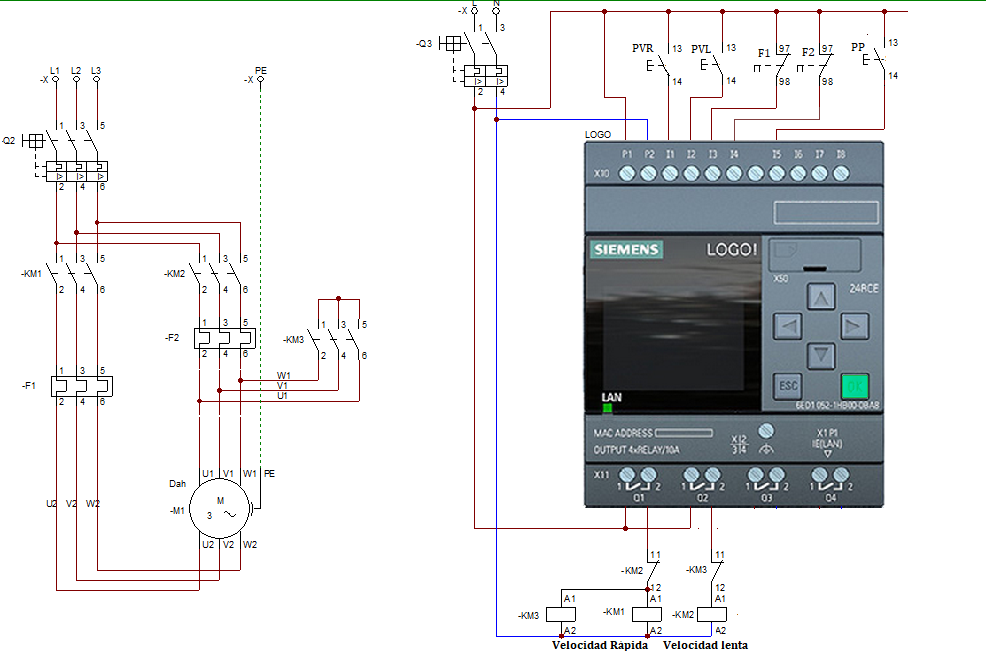 -X L N
1 3
-Q3
I> I>
2 4
PVR 13
14
PVL 13
14
F1 97
98
F2 97
98
PP 13
14
L1 L2 L3
-X
PE
-X
1 3 5
-Q2
I> I> I>
2 4 6
1 3 5
-KM1
2 4 6
1 3 5
-KM2
2 4 6
1 3 5
-F2
2 4 6
1 3 5
-KM3
2 4 6
W1
V1
U1
1 3 5
-F1
2 4 6
U1 V1 W1 PE
Dah
-M1
M
3
U2 V2 W2
U2 V2 W2
LOGO
P1 P2 I1 I2 I3 I4 I5 I6 I7 I8
X10
SIEMENS
LOGO!
X50
24RCE
ESC
OK
LAN
6ED1 052-1HB00-0BA8
MAC ADDRESS
OUTPUT 4xRELAY/10A
X12
3/4
X1 P1
IE(LAN)
X11
1 2 1 2 1 2 1 2
Q1 Q2 Q3 Q4
11
-KM2
12
11
-KM3
12
A1
-KM3
A2
A1
-KM1
A2
A1
-KM2
A2
Velocidad Rápida
Velocidad lenta